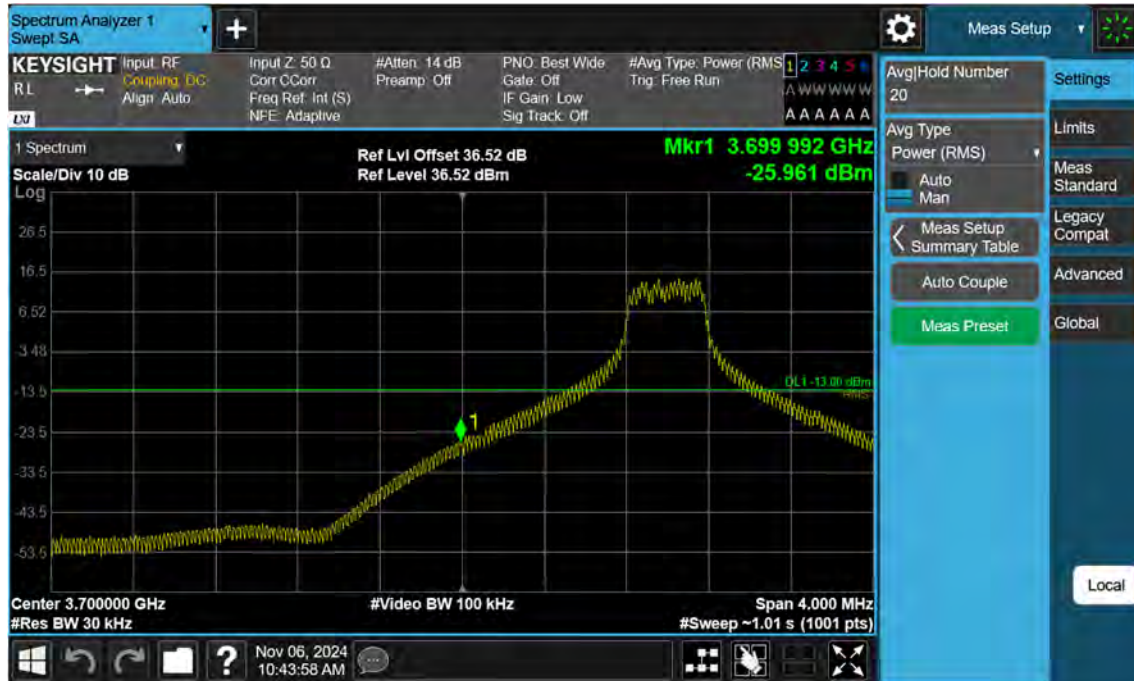 Spectrum Analyzer 1
Swept SA
Meas Setup
KEYSIGHT
RL
LXI
Input: RF
Coupling: DC
Align: Auto
Input Z: 50 Ω
Corr CCorr
Freq Ref: Int (S)
NFE: Adaptive
#Atten: 14 dB
Preamp: Off
PNO: Best Wide
Gate: Off
IF Gain: Low
Sig Track: Off
#Avg Type: Power (RMS)
Trig: Free Run
1 2 3 4 5 6
A W W W W W
A A A A A A
1 Spectrum
Scale/Div 10 dB
Log
Ref Lvl Offset 36.52 dB
Ref Level 36.52 dBm
Mkr1 3.699 992 GHz
-25.961 dBm
26.5
16.5
6.52
-3.48
-13.5
-23.5
-33.5
-43.5
-53.5
DL1 -13.00 dBm
RMS
1
Center 3.700000 GHz
#Res BW 30 kHz
#Video BW 100 kHz
Span 4.000 MHz
#Sweep ~1.01 s (1001 pts)
Avg|Hold Number
20
Avg Type
Power (RMS)
Auto
Man
Meas Setup
Summary Table
Auto Couple
Meas Preset
Settings
Limits
Meas
Standard
Legacy
Compat
Advanced
Global
Local
?
Nov 06, 2024
10:43:58 AM